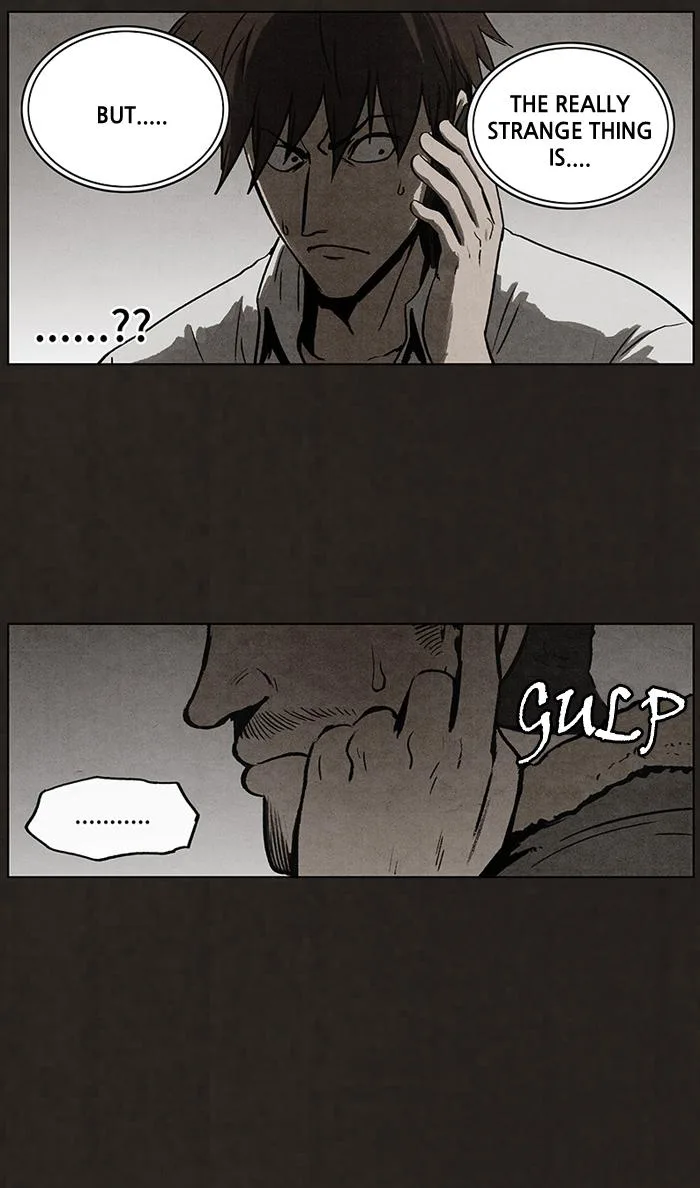 BUT.....
THE REALLY
STRANGE THING
IS....
......??
GULP
...........